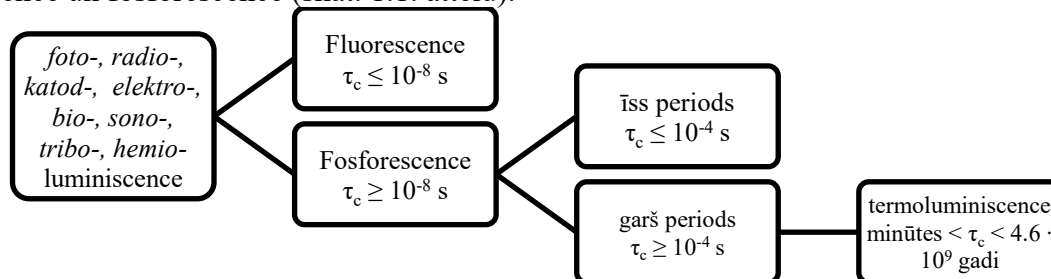 foto-, radio-,
katod-, elektro-,
bio-, sono-,
tribo-, hemio-
luminiscence
Fluorescence
τc ≤ 10⁻⁸ s
Fosforescence
τc ≥ 10⁻⁸ s
īss periods
τc ≤ 10⁻⁴ s
garš periods
τc ≥ 10⁻⁴ s
termoluminiscence
minūtes < τc < 4.6 ·
10⁹ gadi